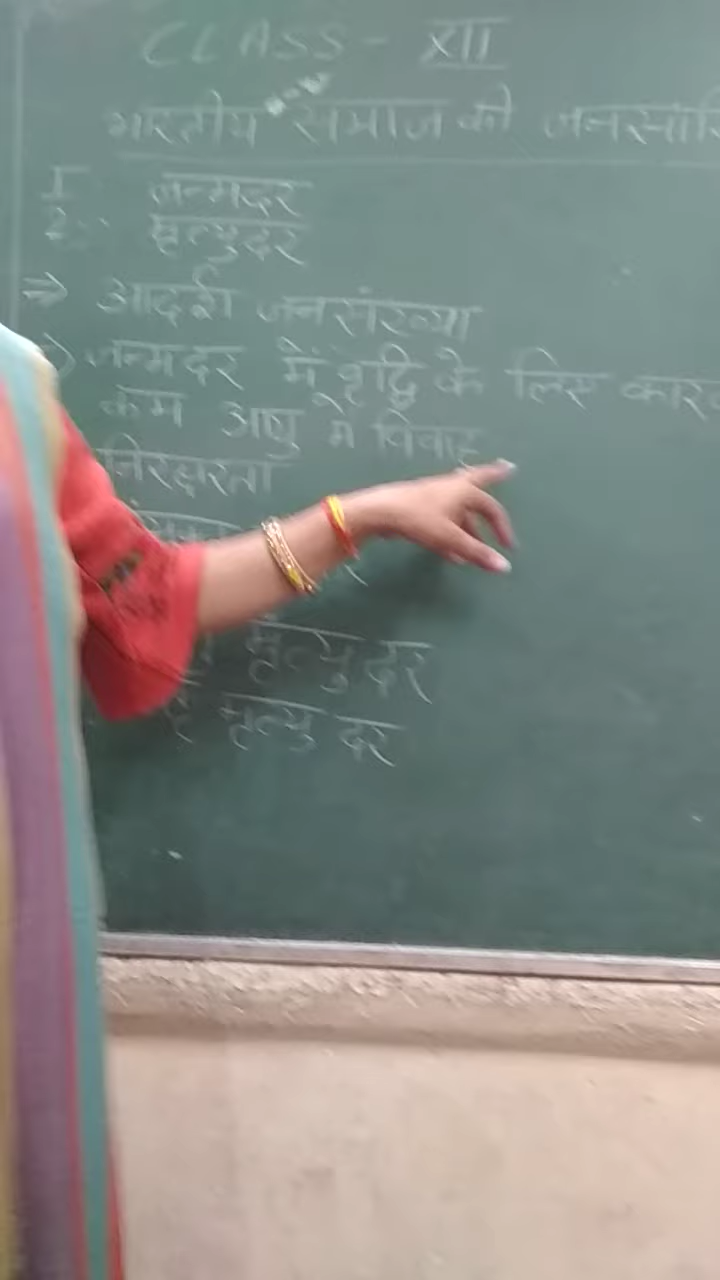 CLASS - XII
भारतीय समाज की जनसांि
1. जन्मदर
2. मृत्युदर
⇒ आदर्श जनसंख्या
जन्मदर में वृद्धि के लिए कार
कम आयु में विवाह
निरक्षरता
मृत्यु दर
मृत्यु दर